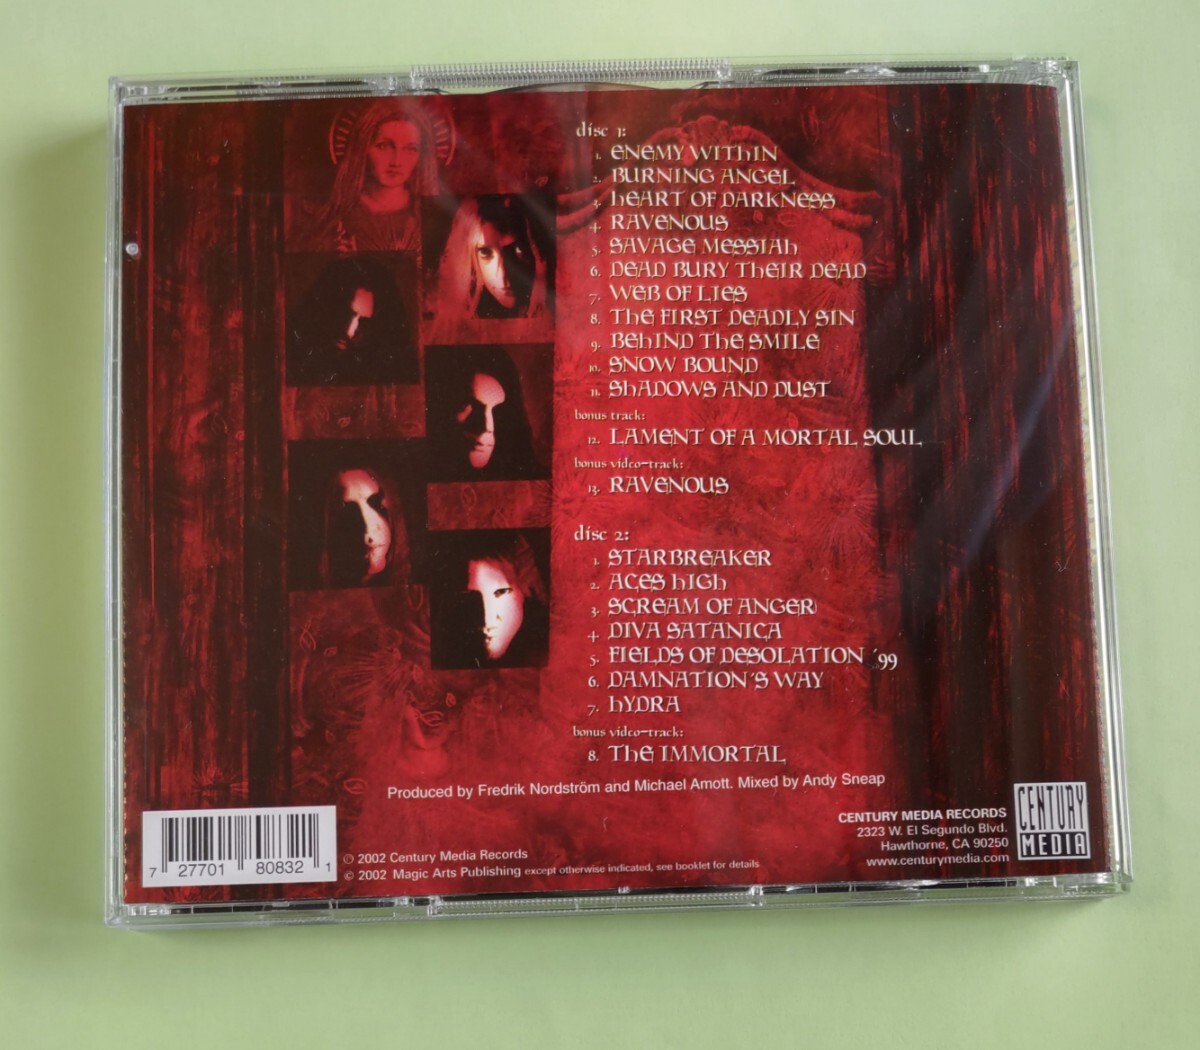 disc 1:
1. ENEMY WITHIN
2. BURNING ANGEL
3. HEART OF DARKNESS
4. RAVENOUS
5. SAVAGE MESSIAH
6. DEAD BURY THEIR DEAD
7. WEB OF LIES
8. THE FIRST DEADLY SIN
9. BEHIND THE SMILE
10. SNOW BOUND
11. SHADOWS AND DUST
bonus track:
12. LAMENT OF A MORTAL SOUL
bonus video-track:
13. RAVENOUS
disc 2:
1. STARBREAKER
2. ACES HIGH
3. SCREAM OF ANGER
4. DIVA SATANICA
5. FIELDS OF DESOLATION '99
6. DAMNATION'S WAY
7. HYDRA
bonus video-track:
8. THE IMMORTAL
Produced by Fredrik Nordström and Michael Amott. Mixed by Andy Sneap
7 27701 80832 1
℗ 2002 Century Media Records
© 2002 Magic Arts Publishing except otherwise indicated, see booklet for details
CENTURY MEDIA RECORDS
2323 W. El Segundo Blvd.
Hawthorne, CA 90250
www.centurymedia.com
CENTURY
MEDIA